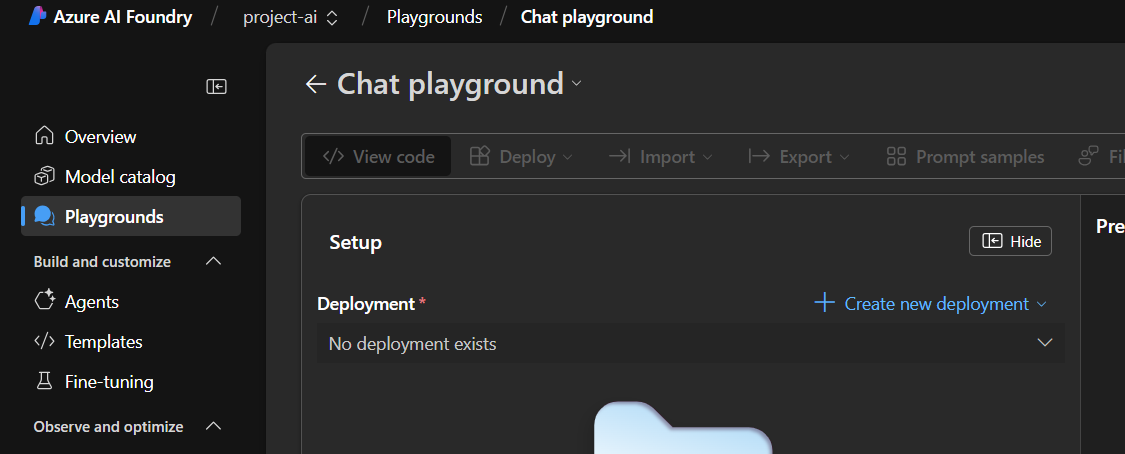 Azure AI Foundry / project-ai / Playgrounds / Chat playground
Chat playground
Overview
Model catalog
Playgrounds
Build and customize
Agents
Templates
Fine-tuning
Observe and optimize
View code Deploy Import Export Prompt samples
Setup
Hide
Deployment *
Create new deployment
No deployment exists